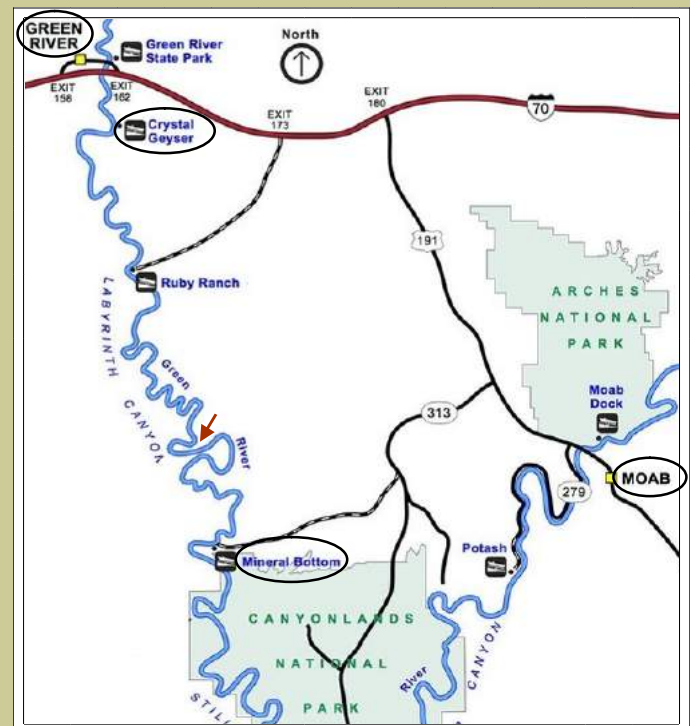 GREEN
RIVER
Green River
State Park
North
EXIT
156
EXIT
162
EXIT
180
70
Crystal
Geyser
EXIT
173
191
Ruby Ranch
LABYRINTH CANYON
Green
River
ARCHES
NATIONAL
PARK
313
Moab
Dock
MOAB
279
Mineral Bottom
Potash
CANYONLANDS
NATIONAL
PARK
River
CANYON